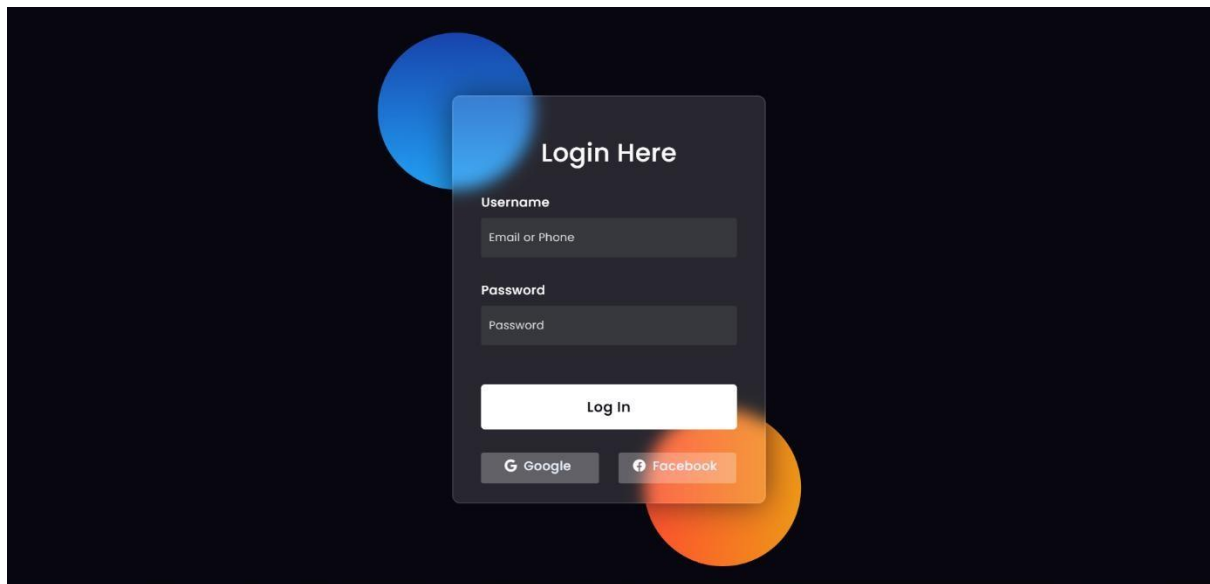 Login Here
Username
Email or Phone
Password
Password
Log In
Google Facebook